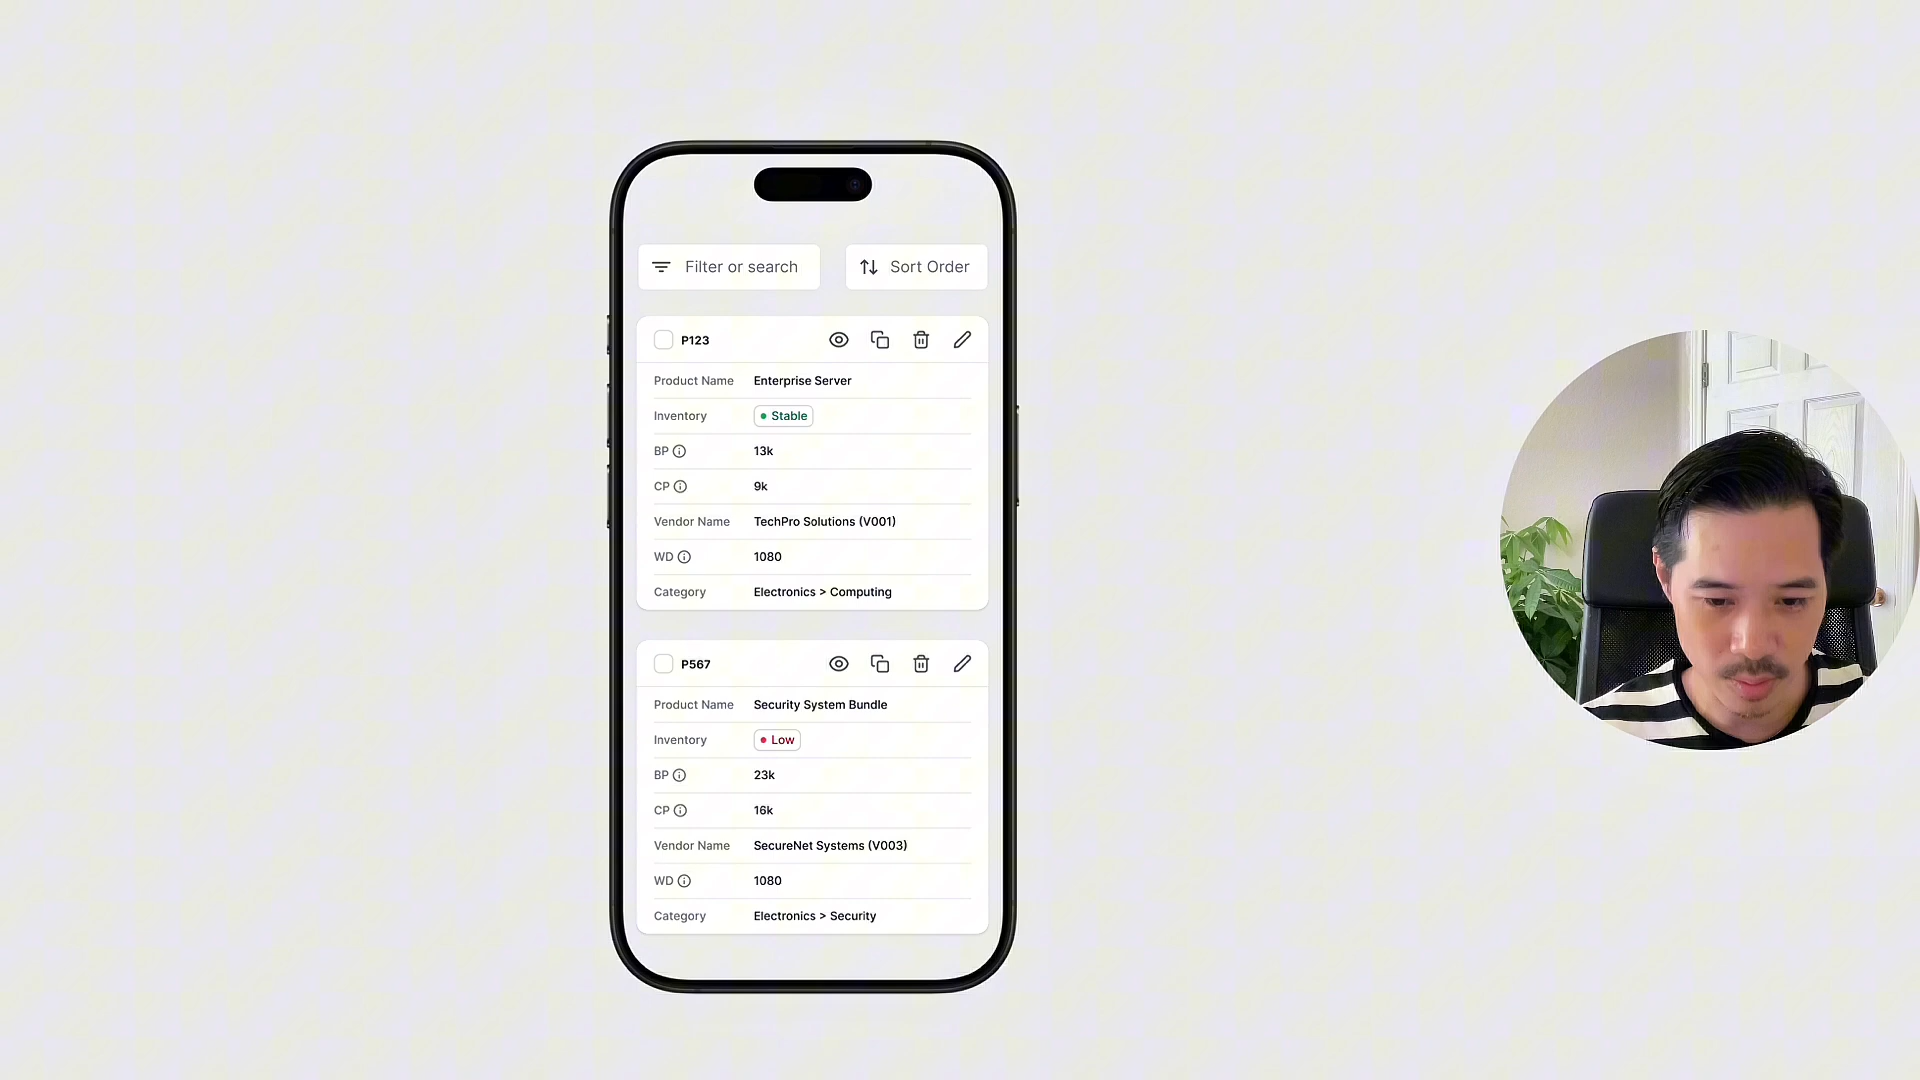 Filter or search
Sort Order
P123
Product Name Enterprise Server
Inventory Stable
BP 13k
CP 9k
Vendor Name TechPro Solutions (V001)
WD 1080
Category Electronics > Computing
P567
Product Name Security System Bundle
Inventory Low
BP 23k
CP 16k
Vendor Name SecureNet Systems (V003)
WD 1080
Category Electronics > Security